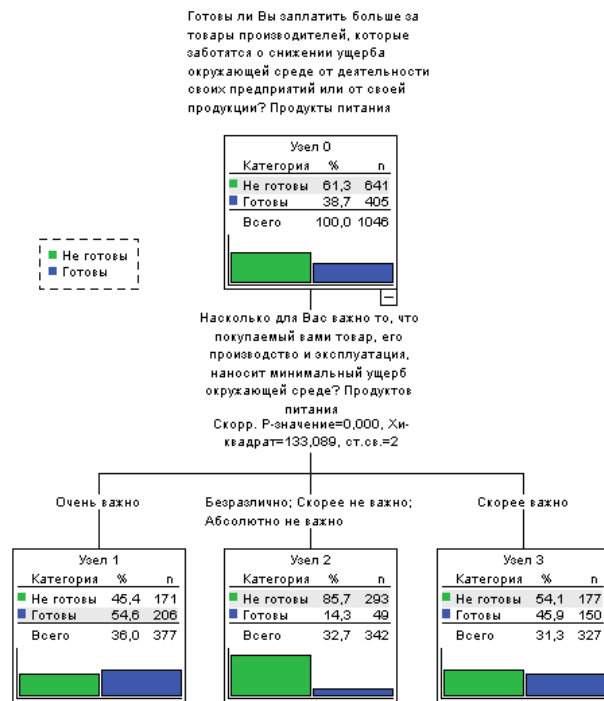 Готовы ли Вы заплатить больше за
товары производителей, которые
заботятся о снижении ущерба
окружающей среде от деятельности
своих предприятий или от своей
продукции? Продукты питания
Узел 0
Категория % n
Не готовы 61,3 641
Готовы 38,7 405
Всего 100,0 1046
Не готовы
Готовы
Насколько для Вас важно то, что
покупаемый вами товар, его
производство и эксплуатация,
наносит минимальный ущерб
окружающей среде? Продуктов
питания
Скорр. P-значение=0,000, Хи-
квадрат=133,089, ст.св.=2
Очень важно
Безразлично; Скорее не важно;
Абсолютно не важно
Скорее важно
Узел 1
Категория % n
Не готовы 45,4 171
Готовы 54,6 206
Всего 36,0 377
Узел 2
Категория % n
Не готовы 85,7 293
Готовы 14,3 49
Всего 32,7 342
Узел 3
Категория % n
Не готовы 54,1 177
Готовы 45,9 150
Всего 31,3 327